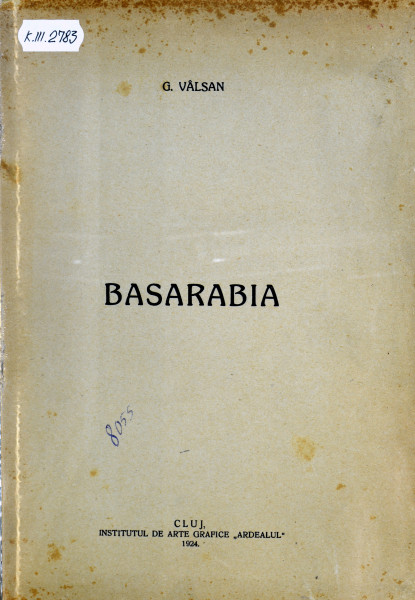 K.III.2783
G. VÂLSAN
BASARABIA
8055
CLUJ,
INSTITUTUL DE ARTE GRAFICE „ARDEALUL“
1924.